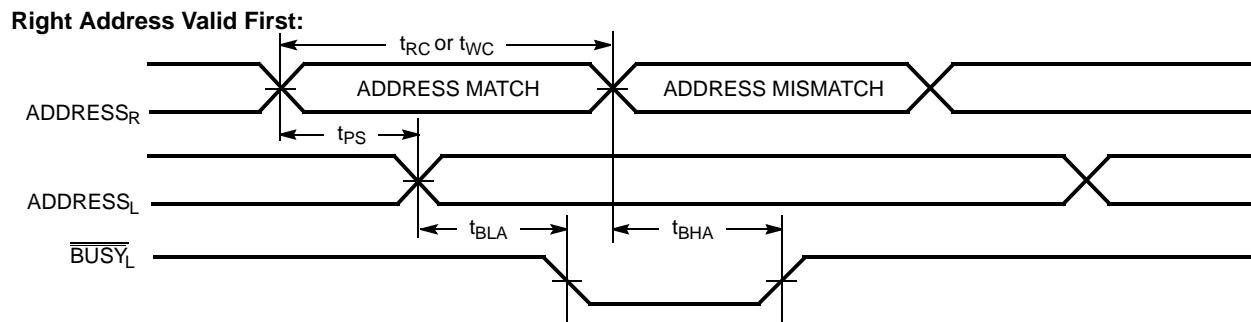 Right Address Valid First:
tRC or tWC
ADDRESSR
ADDRESS MATCH
ADDRESS MISMATCH
tPS
ADDRESSL
tBLA
tBHA
BUSYL